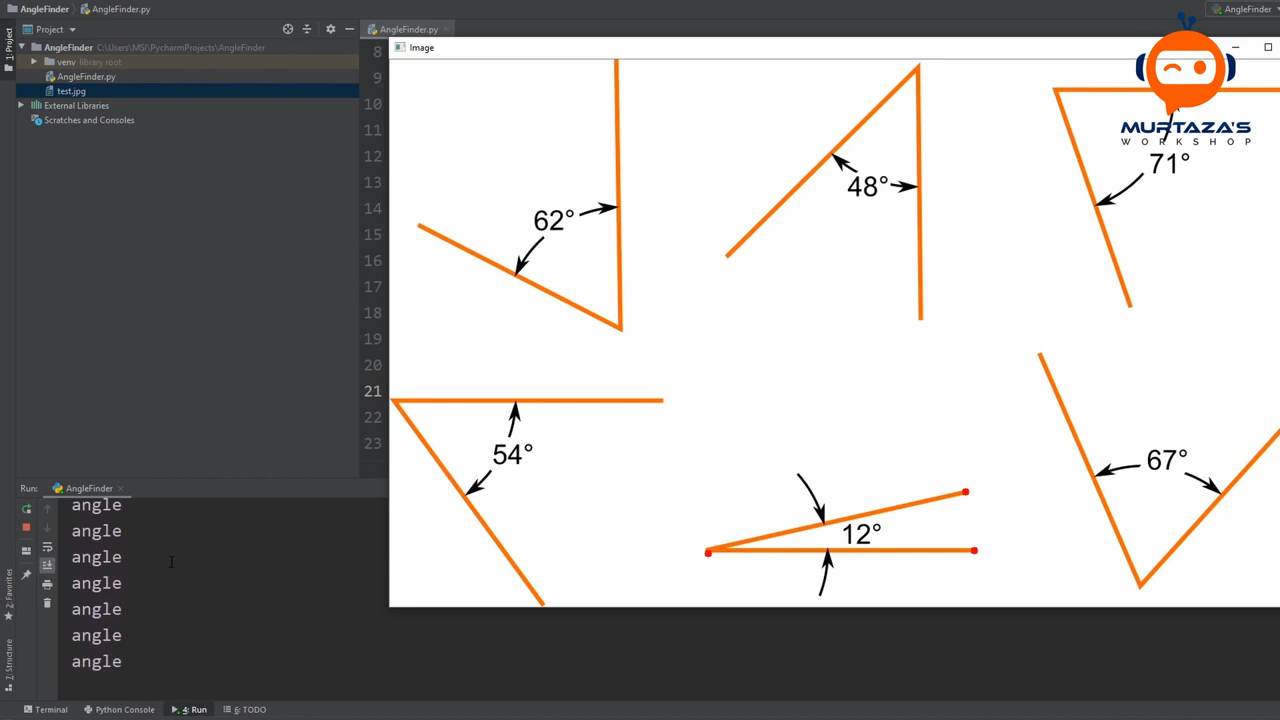 AngleFinder
AngleFinder.py
AngleFinder
Project
AngleFinder.py
1: Project
AngleFinder C:\Users\MSI\PycharmProjects\AngleFinder
venv library root
AngleFinder.py
test.jpg
External Libraries
Scratches and Consoles
8
9
10
11
12
13
14
15
16
17
18
19
20
21
22
23
Image
MURTAZA'S
WORKSHOP
62°
48°
71°
54°
12°
67°
Run:
AngleFinder
angle
angle
angle
angle
angle
angle
angle
2: Favorites
7: Structure
Terminal
Python Console
4: Run
6: TODO